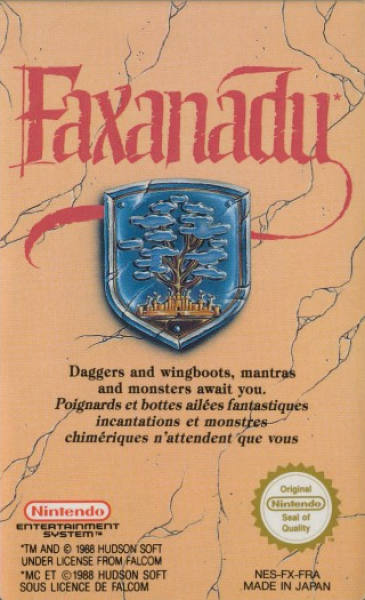 Faxanadu*
Daggers and wingboots, mantras
and monsters await you.
Poignards et bottes ailées fantastiques
incantations et monstres
chimériques n'attendent que vous
Nintendo
ENTERTAINMENT
SYSTEM™
*TM AND © 1988 HUDSON SOFT
UNDER LICENSE FROM FALCOM
*MC ET © 1988 HUDSON SOFT
SOUS LICENCE DE FALCOM
Original
Nintendo
Seal of
Quality
NES-FX-FRA
MADE IN JAPAN